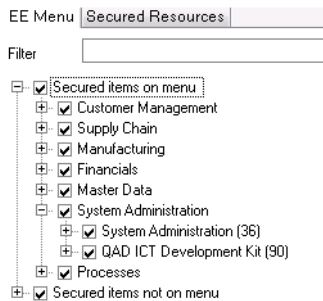 EE Menu Secured Resources
Filter
Secured items on menu
Customer Management
Supply Chain
Manufacturing
Financials
Master Data
System Administration
System Administration (36)
QAD ICT Development Kit (90)
Processes
Secured items not on menu